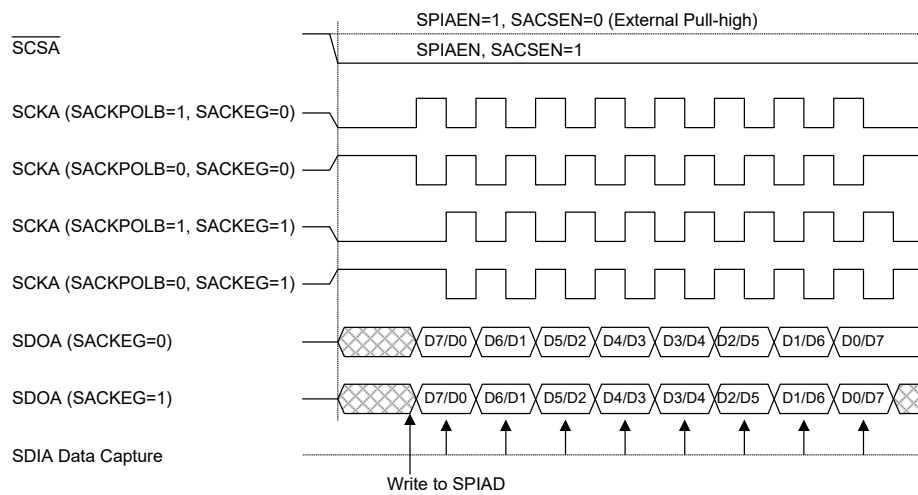 SPIAEN=1, SACSEN=0 (External Pull-high)
SCSA
SPIAEN, SACSEN=1
SCKA (SACKPOLB=1, SACKEG=0)
SCKA (SACKPOLB=0, SACKEG=0)
SCKA (SACKPOLB=1, SACKEG=1)
SCKA (SACKPOLB=0, SACKEG=1)
SDOA (SACKEG=0) D7/D0 D6/D1 D5/D2 D4/D3 D3/D4 D2/D5 D1/D6 D0/D7
SDOA (SACKEG=1) D7/D0 D6/D1 D5/D2 D4/D3 D3/D4 D2/D5 D1/D6 D0/D7
SDIA Data Capture
Write to SPIAD